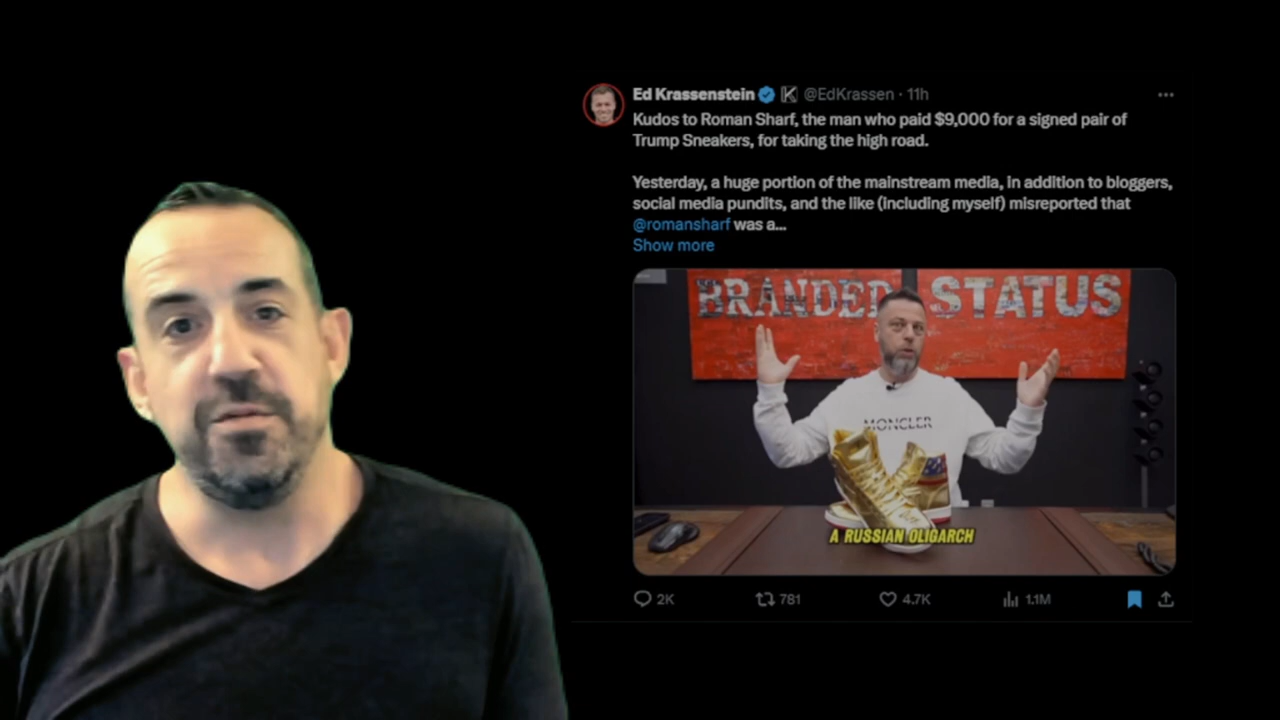 Ed Krassenstein @EdKrassen · 11h
Kudos to Roman Sharf, the man who paid $9,000 for a signed pair of
Trump Sneakers, for taking the high road.
Yesterday, a huge portion of the mainstream media, in addition to bloggers,
social media pundits, and the like (including myself) misreported that
@romansharf was a...
Show more
BRANDED STATUS
MONCLER
A RUSSIAN OLIGARCH
2K 781 4.7K 1.1M